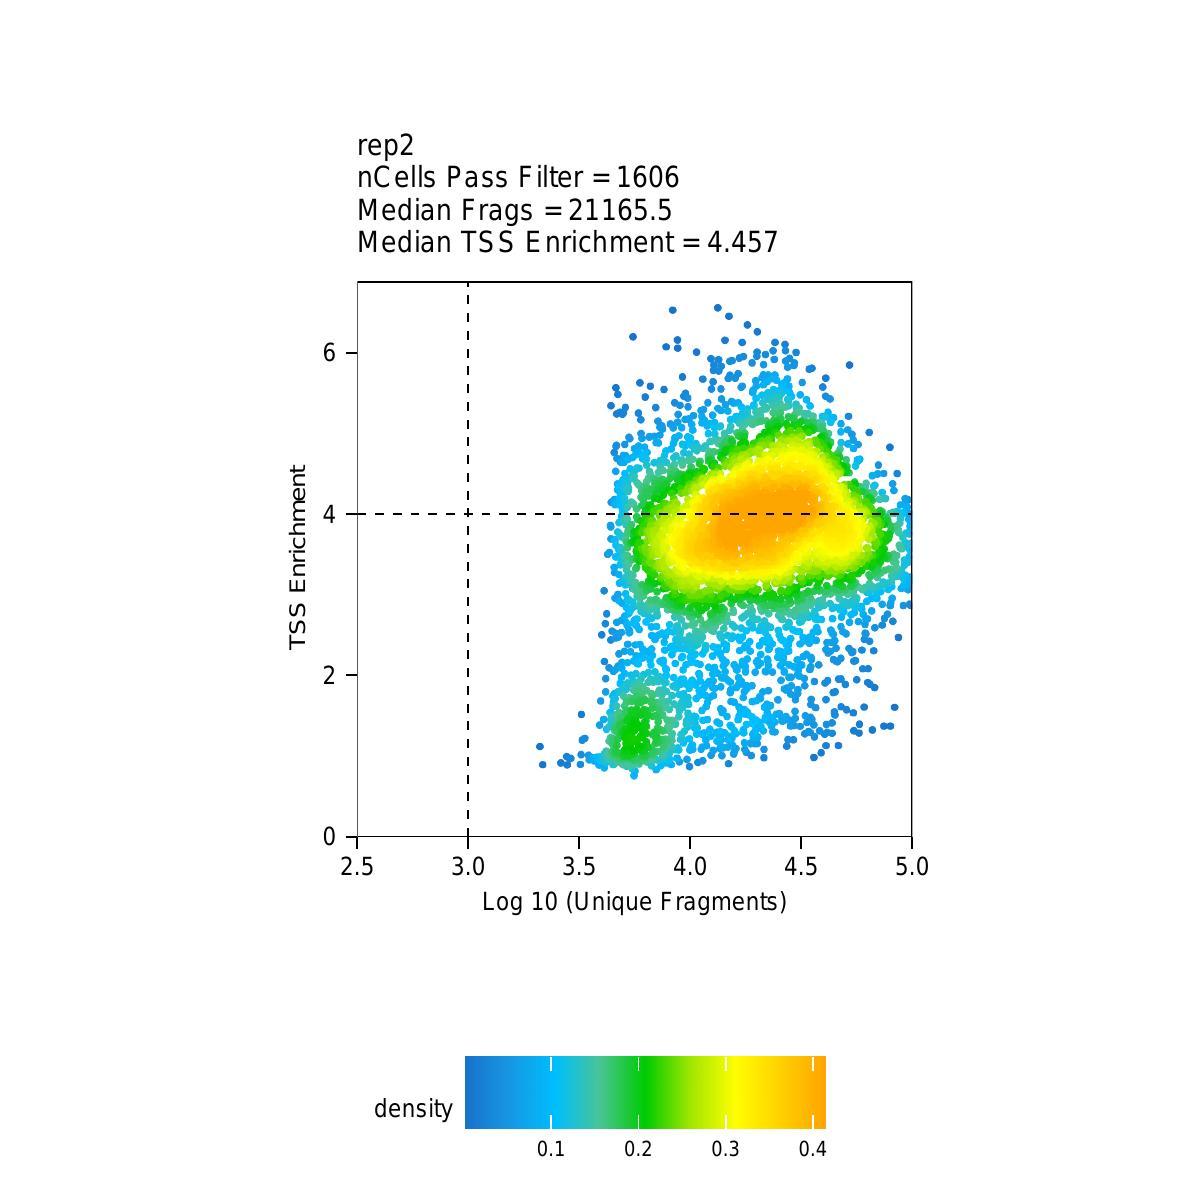 rep2
nCells Pass Filter = 1606
Median Frags = 21165.5
Median TSS Enrichment = 4.457
TSS Enrichment
6
4
2
0
2.5 3.0 3.5 4.0 4.5 5.0
Log 10 (Unique Fragments)
density
0.1 0.2 0.3 0.4